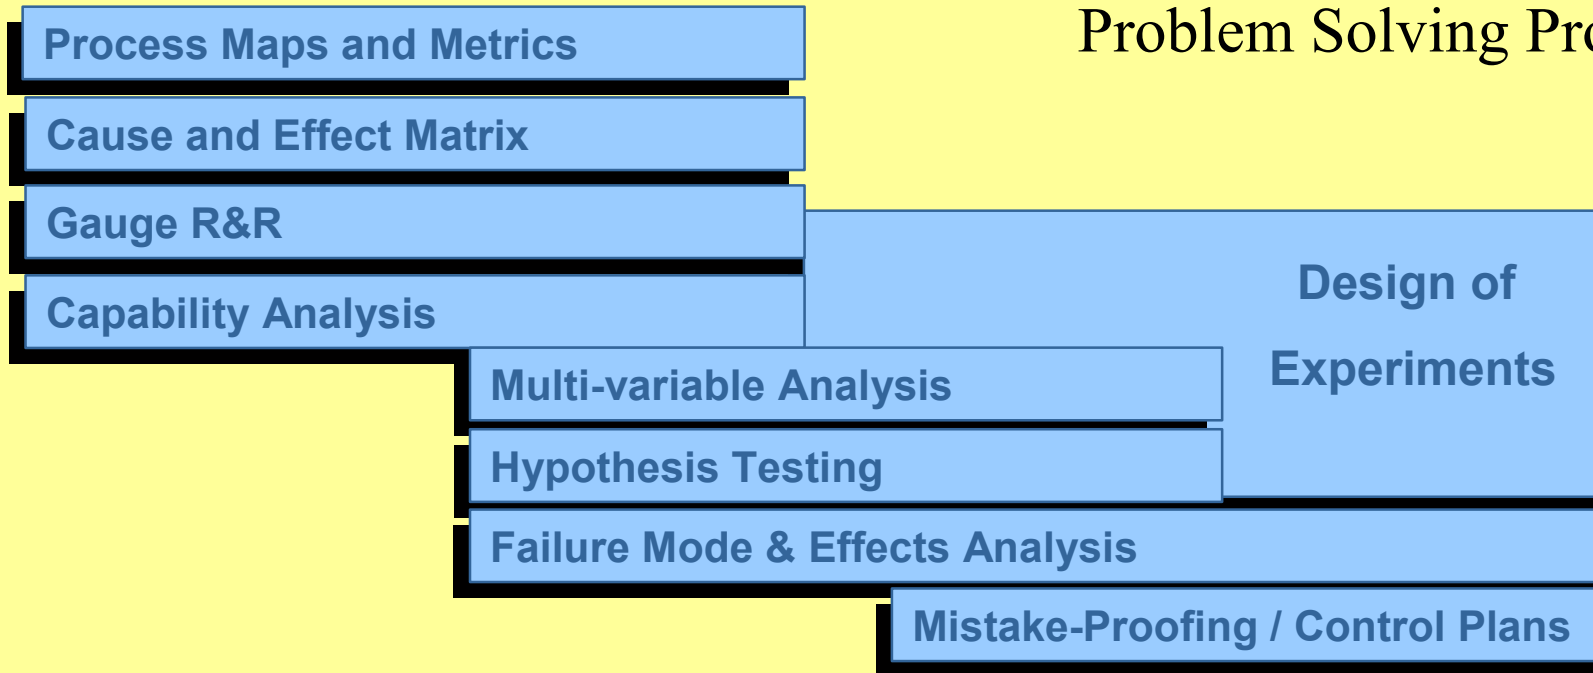 Problem Solving Pro
Process Maps and Metrics
Cause and Effect Matrix
Gauge R&R
Capability Analysis
Design of
Experiments
Multi-variable Analysis
Hypothesis Testing
Failure Mode & Effects Analysis
Mistake-Proofing / Control Plans